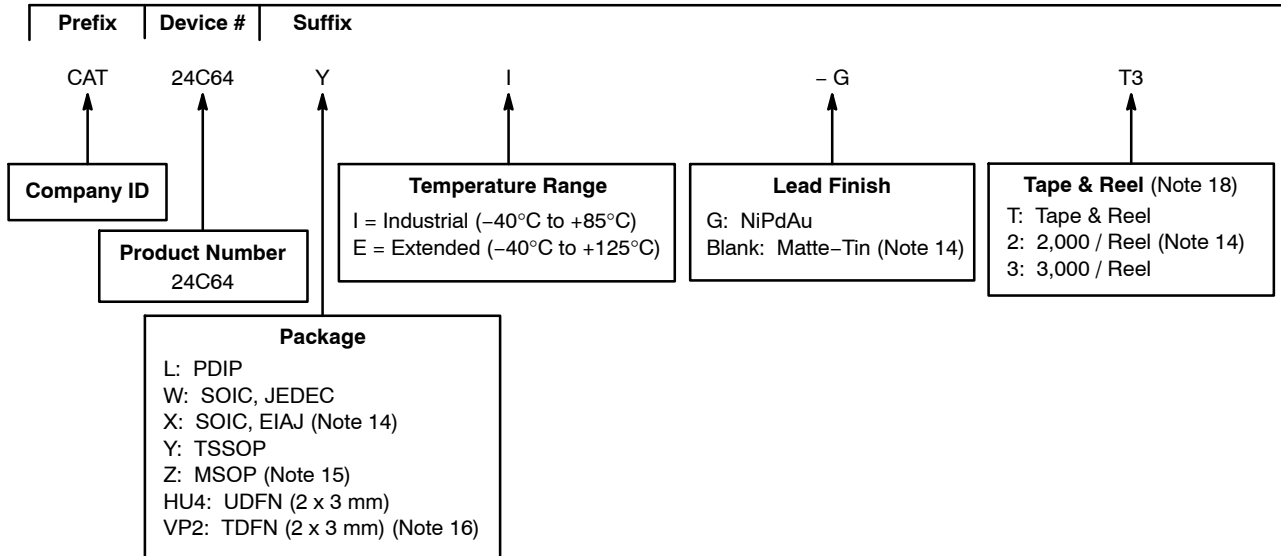 Prefix Device # Suffix
CAT 24C64 Y I – G T3
Company ID
Product Number
24C64
Package
L: PDIP
W: SOIC, JEDEC
X: SOIC, EIAJ (Note 14)
Y: TSSOP
Z: MSOP (Note 15)
HU4: UDFN (2 x 3 mm)
VP2: TDFN (2 x 3 mm) (Note 16)
Temperature Range
I = Industrial (–40°C to +85°C)
E = Extended (–40°C to +125°C)
Lead Finish
G: NiPdAu
Blank: Matte–Tin (Note 14)
Tape & Reel (Note 18)
T: Tape & Reel
2: 2,000 / Reel (Note 14)
3: 3,000 / Reel